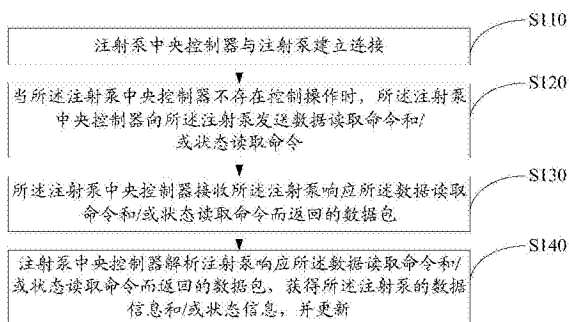 S110
注射泵中央控制器与注射泵建立连接
S120
当所述注射泵中央控制器不存在控制操作时，所述注射泵
中央控制器向所述注射泵发送数据读取命令和/
或状态读取命令
S130
所述注射泵中央控制器接收所述注射泵响应所述数据读取
命令和/或状态读取命令而返回的数据包
S140
注射泵中央控制器解析注射泵响应所述数据读取命令和/
或状态读取命令而返回的数据包，获得所述注射泵的数据
信息和/或状态信息，并更新